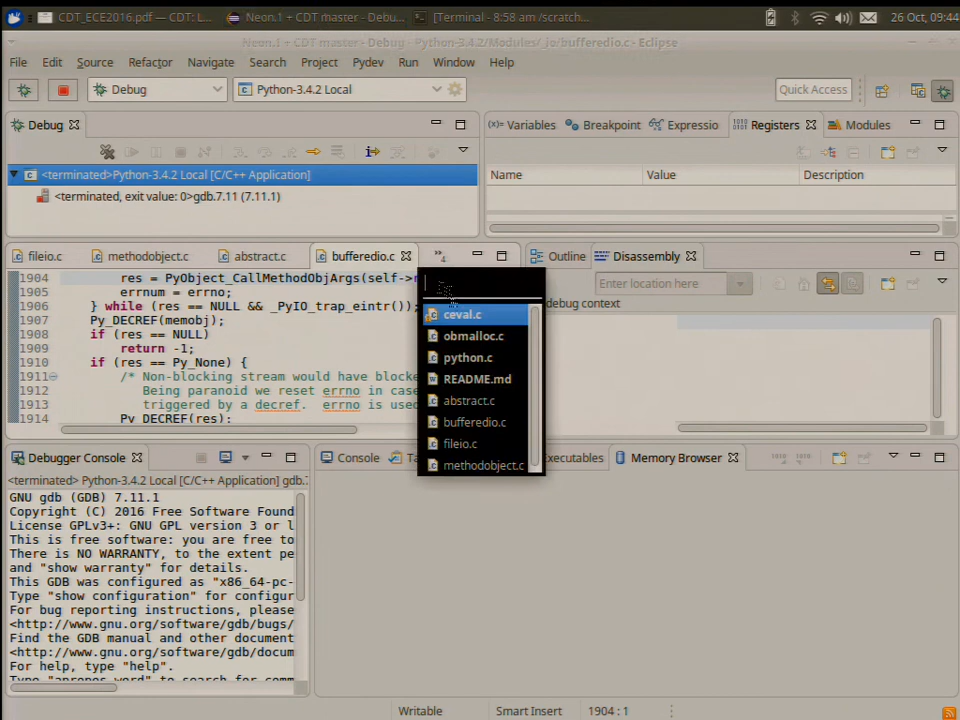 CDT_ECE2016.pdf — CDT: L...
Neon.1 + CDT master - Debu...
[Terminal - 8:58 am /scratch...
26 Oct, 09:44
Neon.1 + CDT master - Debug - Python-3.4.2/Modules/_io/bufferedio.c - Eclipse
File Edit Source Refactor Navigate Search Project Pydev Run Window Help
Debug
Python-3.4.2 Local
Quick Access
Debug
(x)= Variables
Breakpoint
Expressio
Registers
Modules
<terminated>Python-3.4.2 Local [C/C++ Application]
<terminated, exit value: 0>gdb.7.11 (7.11.1)
Name Value Description
fileio.c
methodobject.c
abstract.c
bufferedio.c
»4
Outline
Disassembly
Enter location here
debug context
1904 res = PyObject_CallMethodObjArgs(self->
1905 errnum = errno;
1906 } while (res == NULL && _PyIO_trap_eintr());
1907 Py_DECREF(memobj);
1908 if (res == NULL)
1909 return -1;
1910 if (res == Py_None) {
1911 /* Non-blocking stream would have blocke
1912 Being paranoid we reset errno in case
1913 triggered by a decref. errno is used
1914 Py_DECREF(res);
ceval.c
obmalloc.c
python.c
README.md
abstract.c
bufferedio.c
fileio.c
methodobject.c
Debugger Console
Console
Ta
Executables
Memory Browser
<terminated> Python-3.4.2 Local [C/C++ Application] gdb.7
GNU gdb (GDB) 7.11.1
Copyright (C) 2016 Free Software Found
License GPLv3+: GNU GPL version 3 or l
This is free software: you are free to
There is NO WARRANTY, to the extent pe
and "show warranty" for details.
This GDB was configured as "x86_64-pc-
Type "show configuration" for configur
For bug reporting instructions, please
<http://www.gnu.org/software/gdb/bugs/
Find the GDB manual and other document
<http://www.gnu.org/software/gdb/docum
For help, type "help".
Type "apropos word" to search for comm
Writable
Smart Insert
1904 : 1